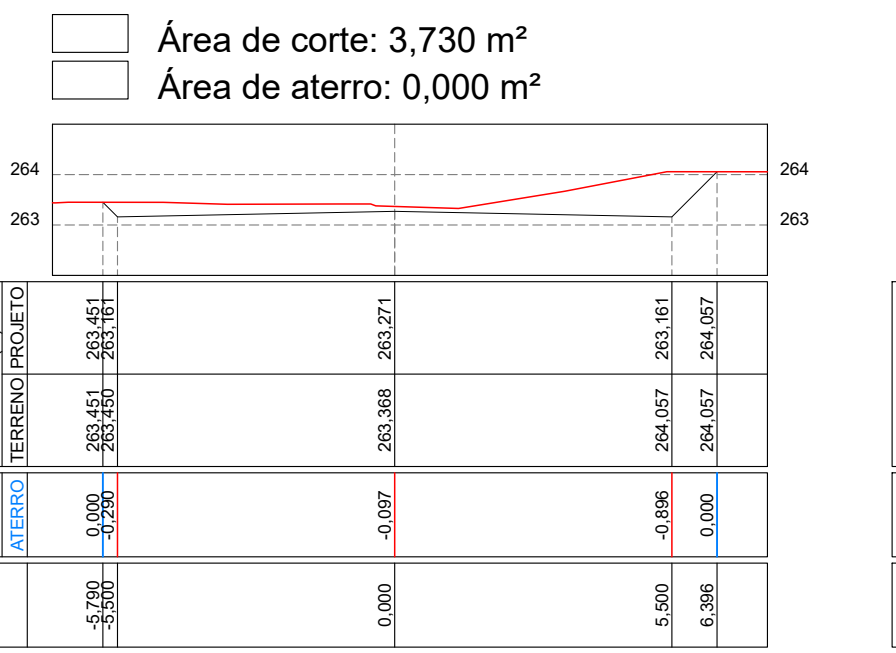 Área de corte: 3,730 m²
Área de aterro: 0,000 m²
264 264
263 263
PROJETO 263,451 263,161 263,271 263,161 264,057
TERRENO 263,451 263,450 263,368 264,057 264,057
ATERRO 0,000 -0,290 -0,097 -0,896 0,000
-5,790 -5,500 0,000 5,500 6,396